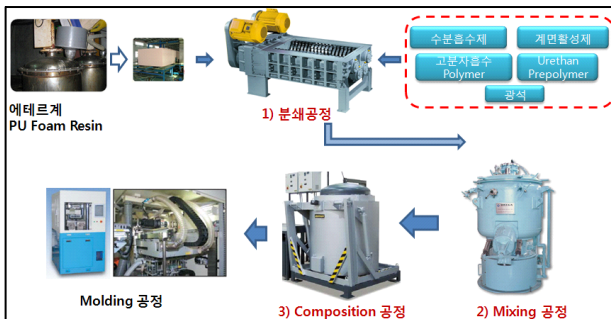 수분흡수제
계면활성제
고분자흡수
Polymer
Urethan
Prepolymer
광석
에테르계
PU Foam Resin
1) 분쇄공정
Molding 공정
3) Composition 공정
2) Mixing 공정